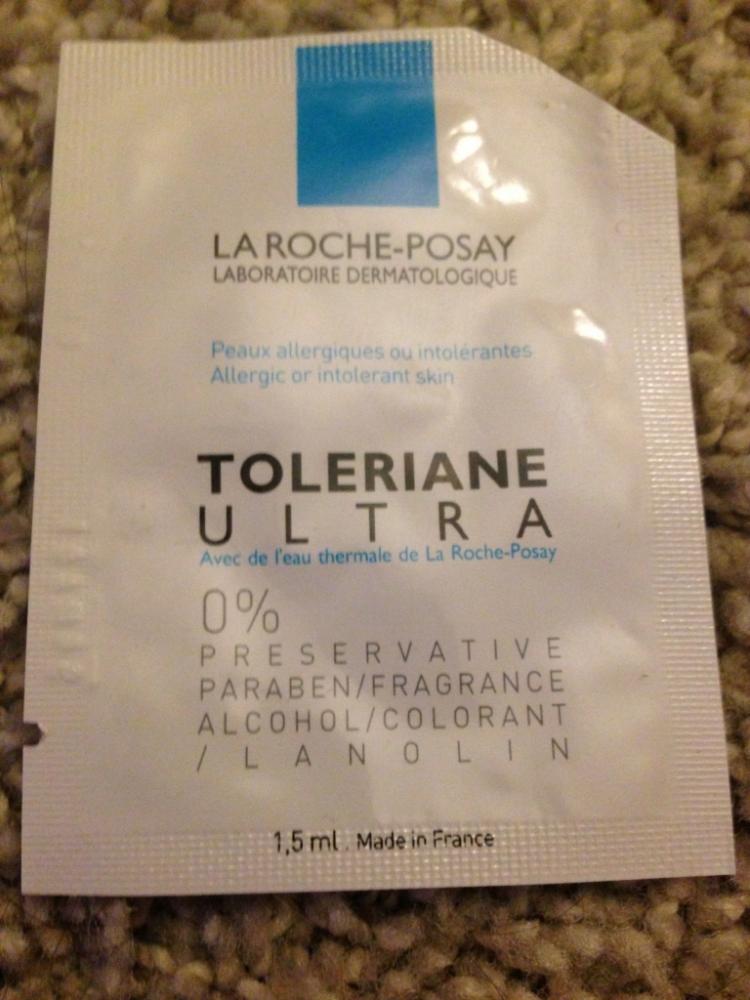 LA ROCHE-POSAY
LABORATOIRE DERMATOLOGIQUE
Peaux allergiques ou intolérantes
Allergic or intolerant skin
TOLERIANE
ULTRA
Avec de l'eau thermale de La Roche-Posay
0%
PRESERVATIVE
PARABEN/FRAGRANCE
ALCOHOL/COLORANT
/LANOLIN
1,5 ml . Made in France